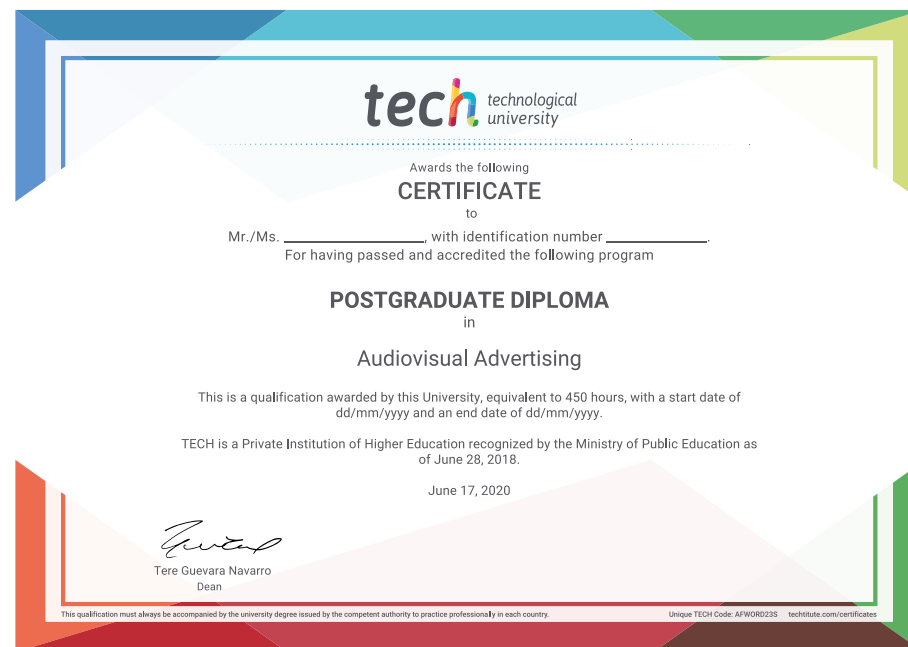 tech technological
university
Awards the following
CERTIFICATE
to
Mr./Ms. ____________________, with identification number ______________.
For having passed and accredited the following program
POSTGRADUATE DIPLOMA
in
Audiovisual Advertising
This is a qualification awarded by this University, equivalent to 450 hours, with a start date of
dd/mm/yyyy and an end date of dd/mm/yyyy.
TECH is a Private Institution of Higher Education recognized by the Ministry of Public Education as
of June 28, 2018.
June 17, 2020
Tere Guevara Navarro
Dean
This qualification must always be accompanied by the university degree issued by the competent authority to practice professionally in each country. Unique TECH Code: AFWORD23S techtitute.com/certificates